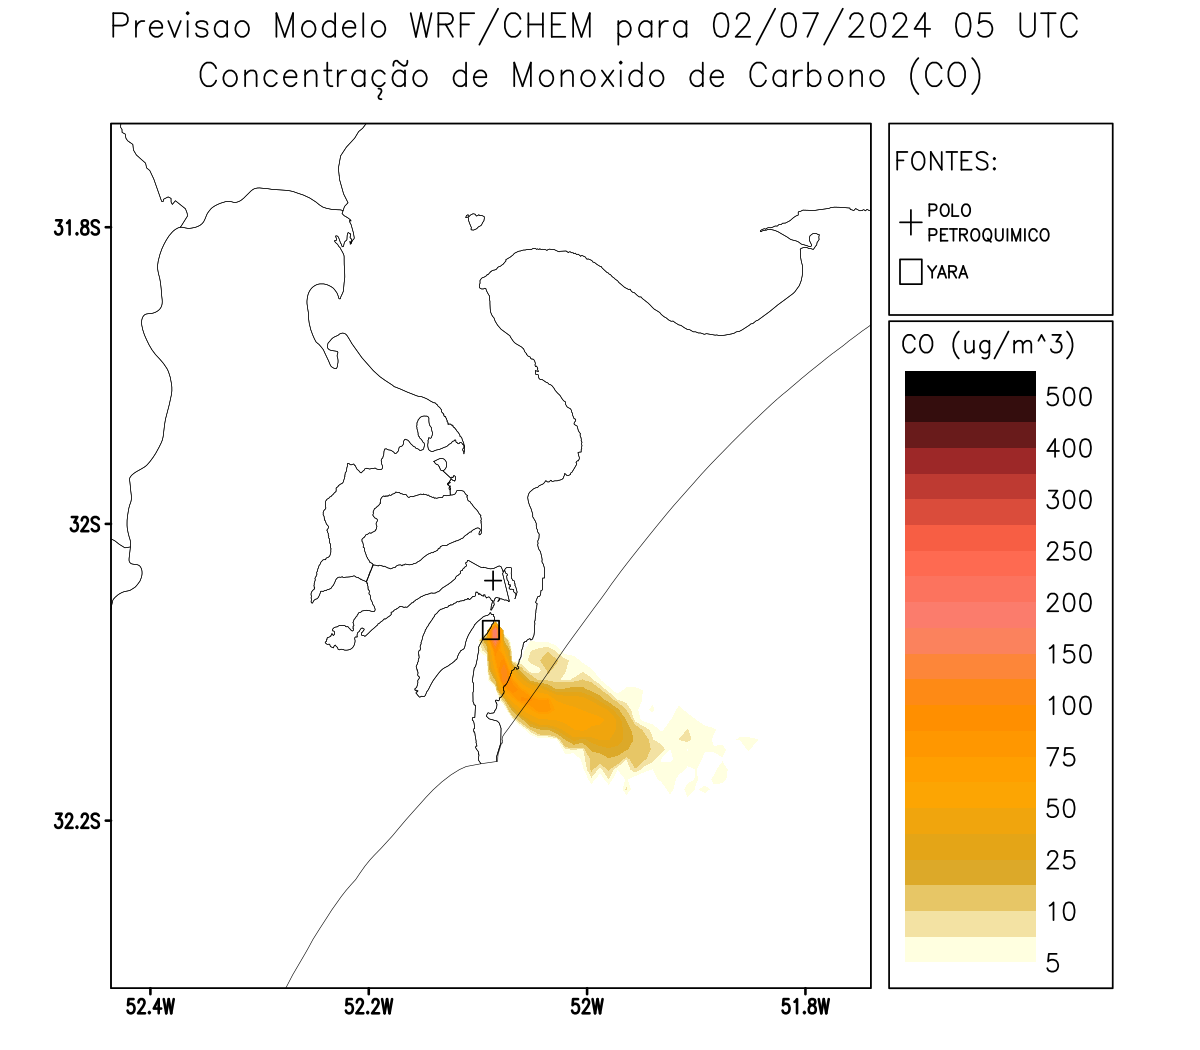 Previsao Modelo WRF/CHEM para 02/07/2024 05 UTC
Concentração de Monoxido de Carbono (CO)
FONTES:
POLO
PETROQUIMICO
YARA
CO (ug/m^3)
500
400
300
250
200
150
100
75
50
25
10
5
31.8S
32S
32.2S
52.4W
52.2W
52W
51.8W